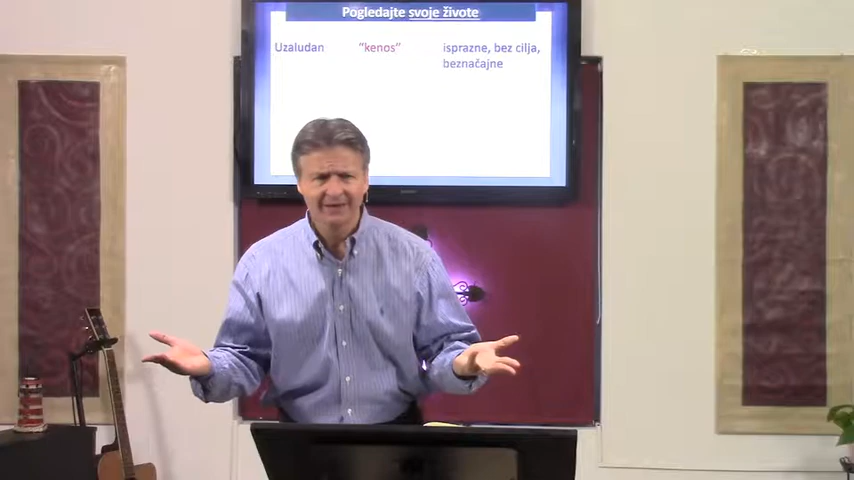 Pogledajte svoje živote
Uzaludan "kenos" isprazne, bez cilja,
beznačajne